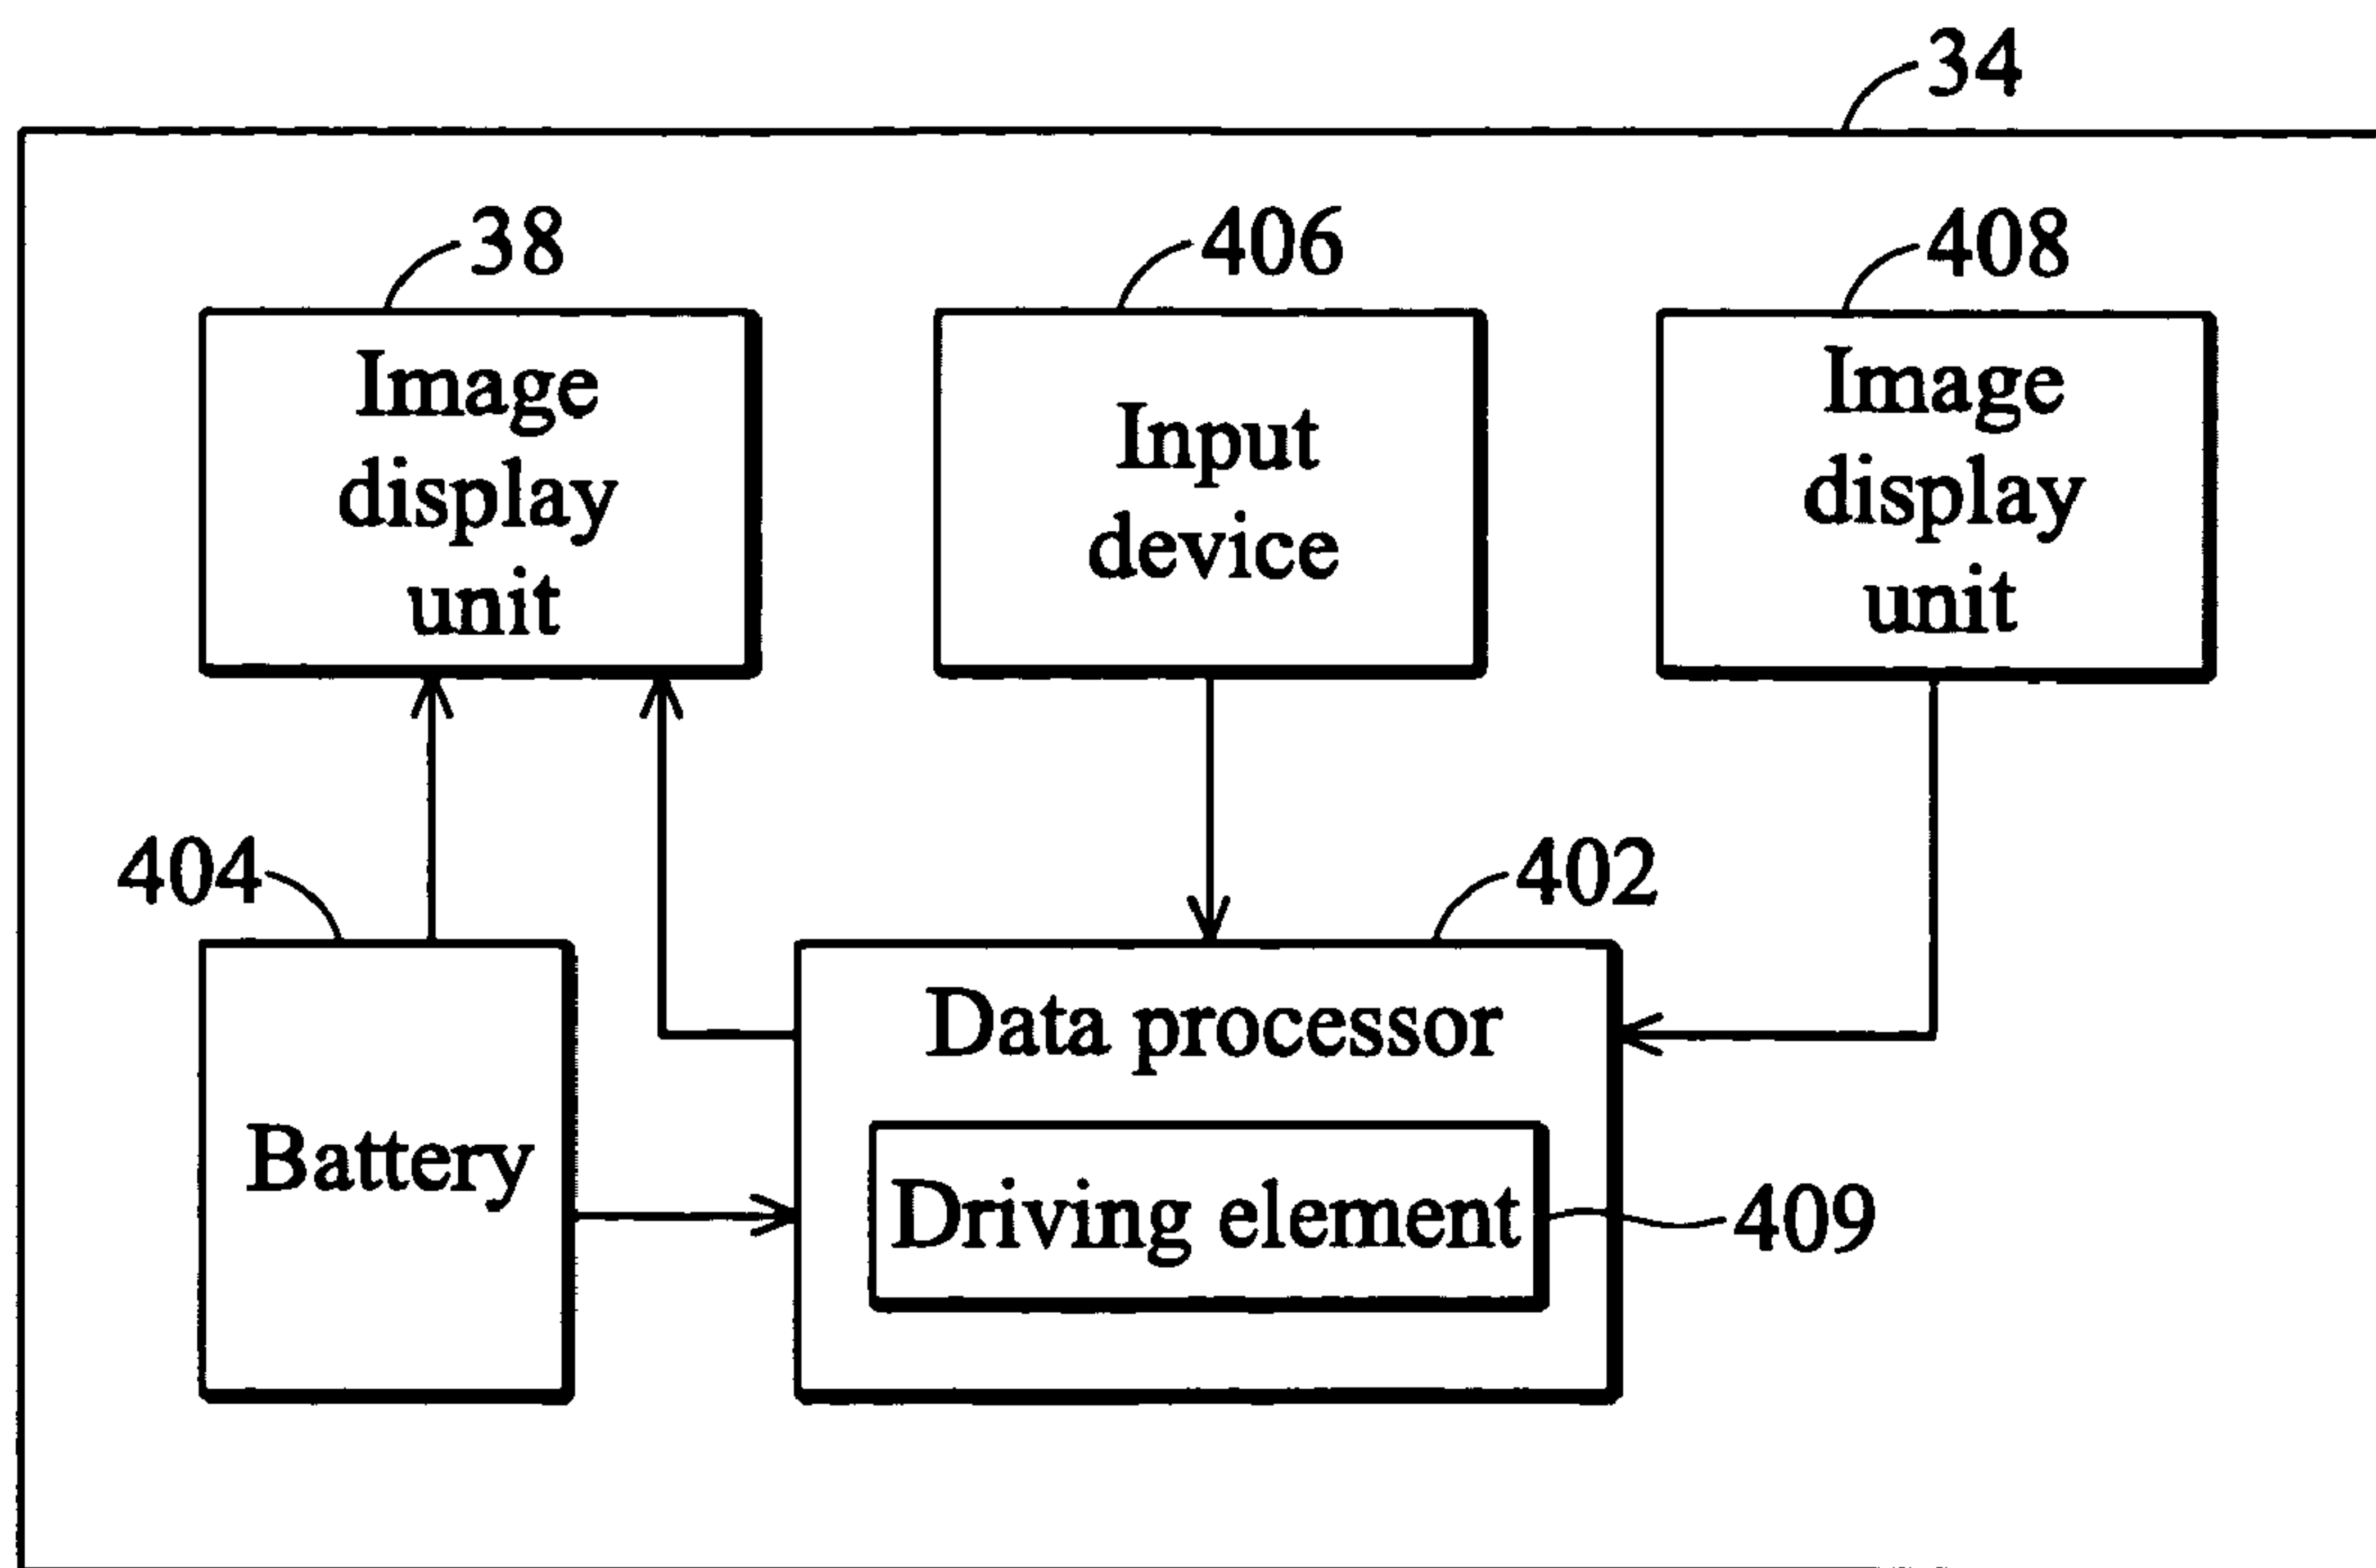 34
38
406
408
Image
display
unit
Input
device
Image
display
unit
404
402
Battery
Data processor
Driving element
409